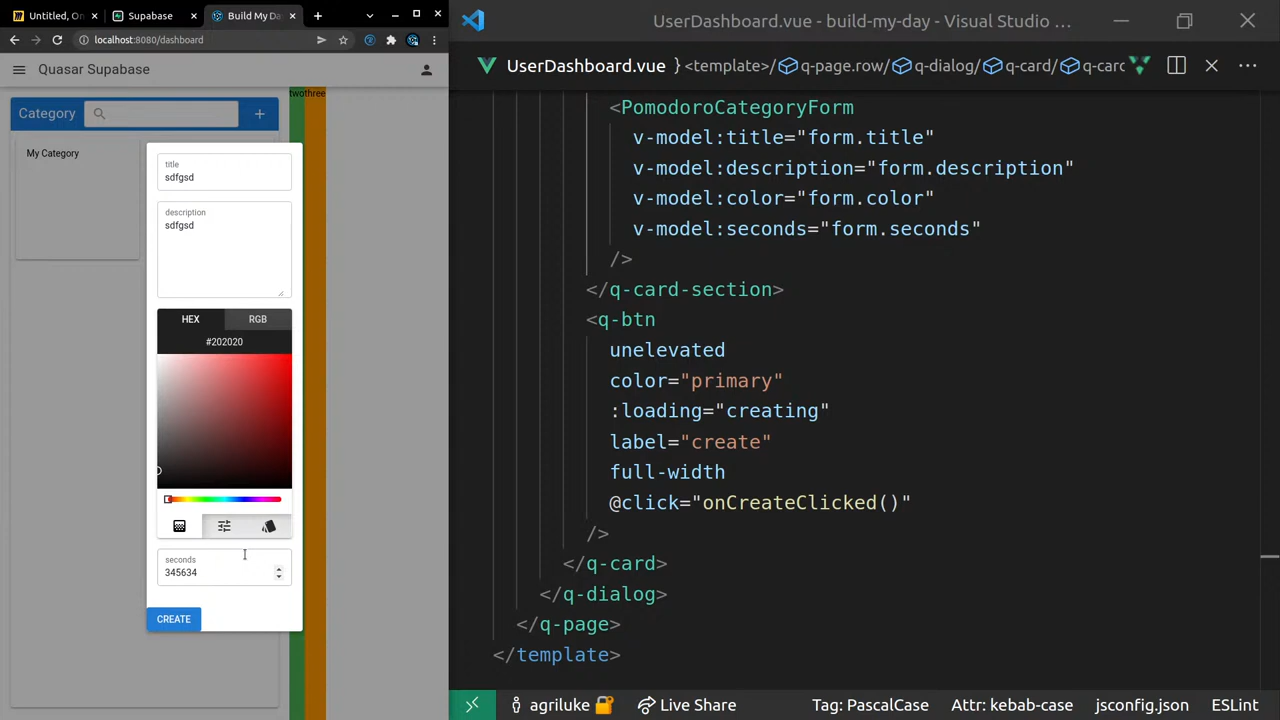 Untitled, On
Supabase
Build My Da
localhost:8080/dashboard
Quasar Supabase
Category
twothree
My Category
title
sdfgsd
description
sdfgsd
HEX
RGB
#202020
seconds
345634
CREATE
UserDashboard.vue - build-my-day - Visual Studio …
UserDashboard.vue } <template>/ q-page.row/ q-dialog/ q-card/ q-carc
<PomodoroCategoryForm
v-model:title="form.title"
v-model:description="form.description"
v-model:color="form.color"
v-model:seconds="form.seconds"
/>
</q-card-section>
<q-btn
unelevated
color="primary"
:loading="creating"
label="create"
full-width
@click="onCreateClicked()"
/>
</q-card>
</q-dialog>
</q-page>
</template>
agriluke
Live Share
Tag: PascalCase
Attr: kebab-case
jsconfig.json
ESLint